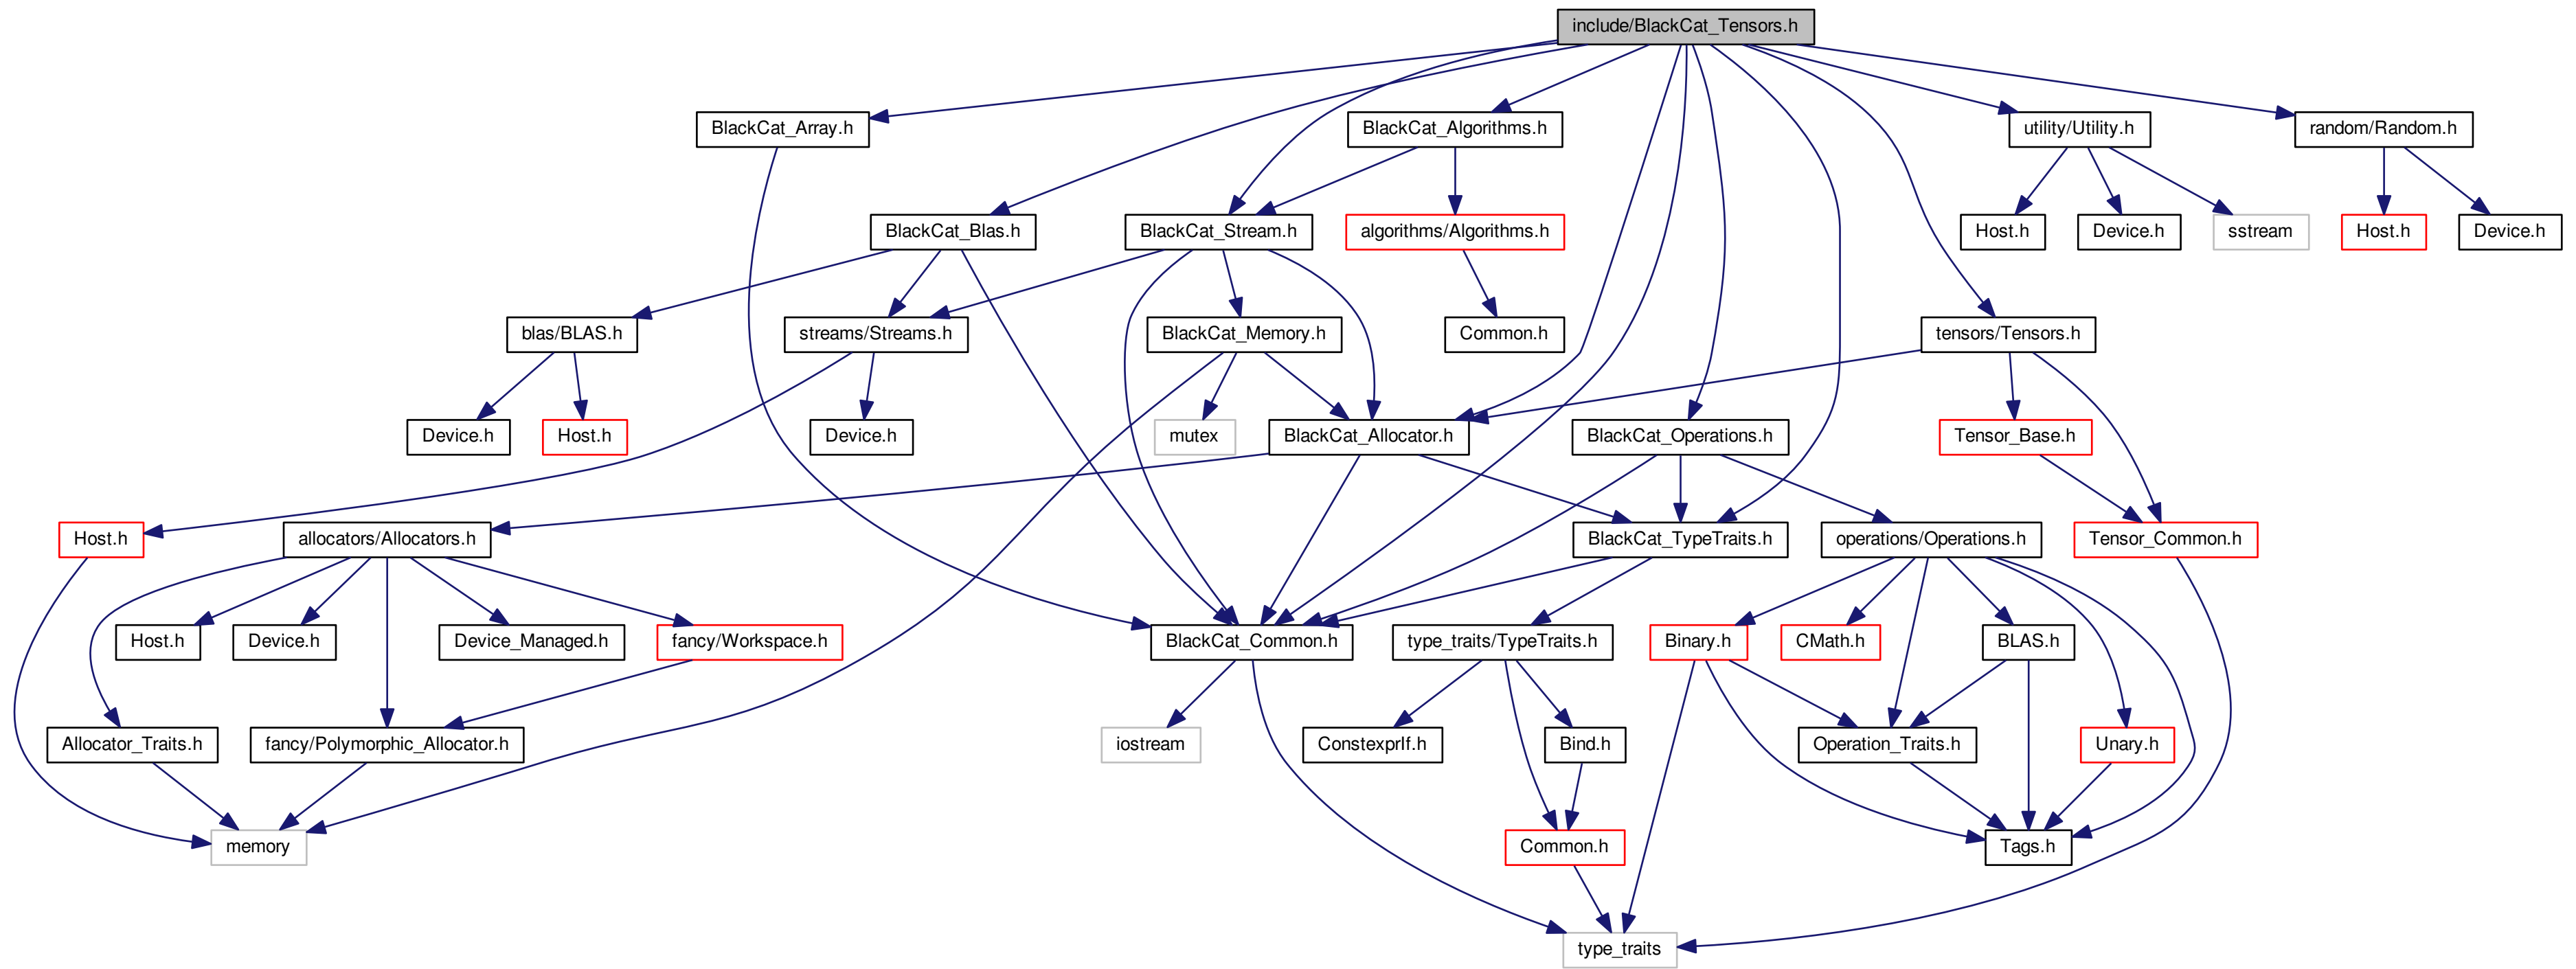 include/BlackCat_Tensors.h
BlackCat_Array.h
BlackCat_Algorithms.h
utility/Utility.h
random/Random.h
BlackCat_Blas.h
BlackCat_Stream.h
algorithms/Algorithms.h
Host.h
Device.h
sstream
Host.h
Device.h
blas/BLAS.h
streams/Streams.h
BlackCat_Memory.h
Common.h
tensors/Tensors.h
Device.h
Host.h
Device.h
mutex
BlackCat_Allocator.h
BlackCat_Operations.h
Tensor_Base.h
Host.h
allocators/Allocators.h
BlackCat_TypeTraits.h
operations/Operations.h
Tensor_Common.h
Host.h
Device.h
Device_Managed.h
fancy/Workspace.h
BlackCat_Common.h
type_traits/TypeTraits.h
Binary.h
CMath.h
BLAS.h
Allocator_Traits.h
fancy/Polymorphic_Allocator.h
iostream
ConstexprIf.h
Bind.h
Operation_Traits.h
Unary.h
memory
Common.h
Tags.h
type_traits